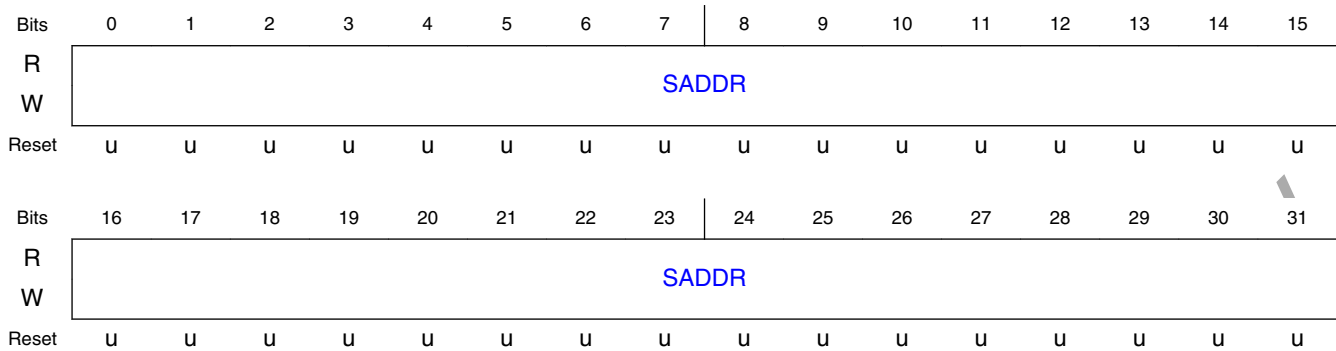 Bits 0 1 2 3 4 5 6 7 8 9 10 11 12 13 14 15
R
SADDR
W
Reset u u u u u u u u u u u u u u u u
Bits 16 17 18 19 20 21 22 23 24 25 26 27 28 29 30 31
R
SADDR
W
Reset u u u u u u u u u u u u u u u u